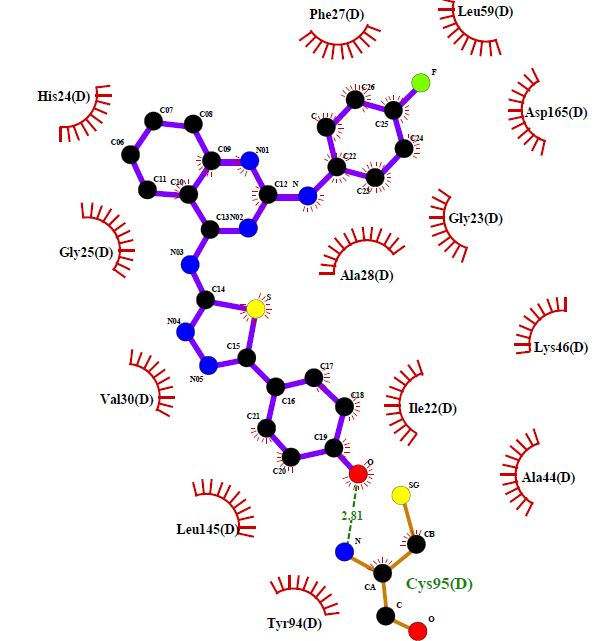 Phe27(D)
Leu59(D)
His24(D)
C26
F
C07
C08
C
C25
Asp165(D)
C06
C09
N01
C22
C24
C11
C10
C12
N
C23
C13
N02
Gly23(D)
Gly25(D)
N03
Ala28(D)
C14
S
N04
C15
Lys46(D)
N05
C17
Val30(D)
C16
C18
Ile22(D)
C21
C19
C20
O
Ala44(D)
SG
Leu145(D)
2.81
N
CB
CA
Cys95(D)
Tyr94(D)
C
O